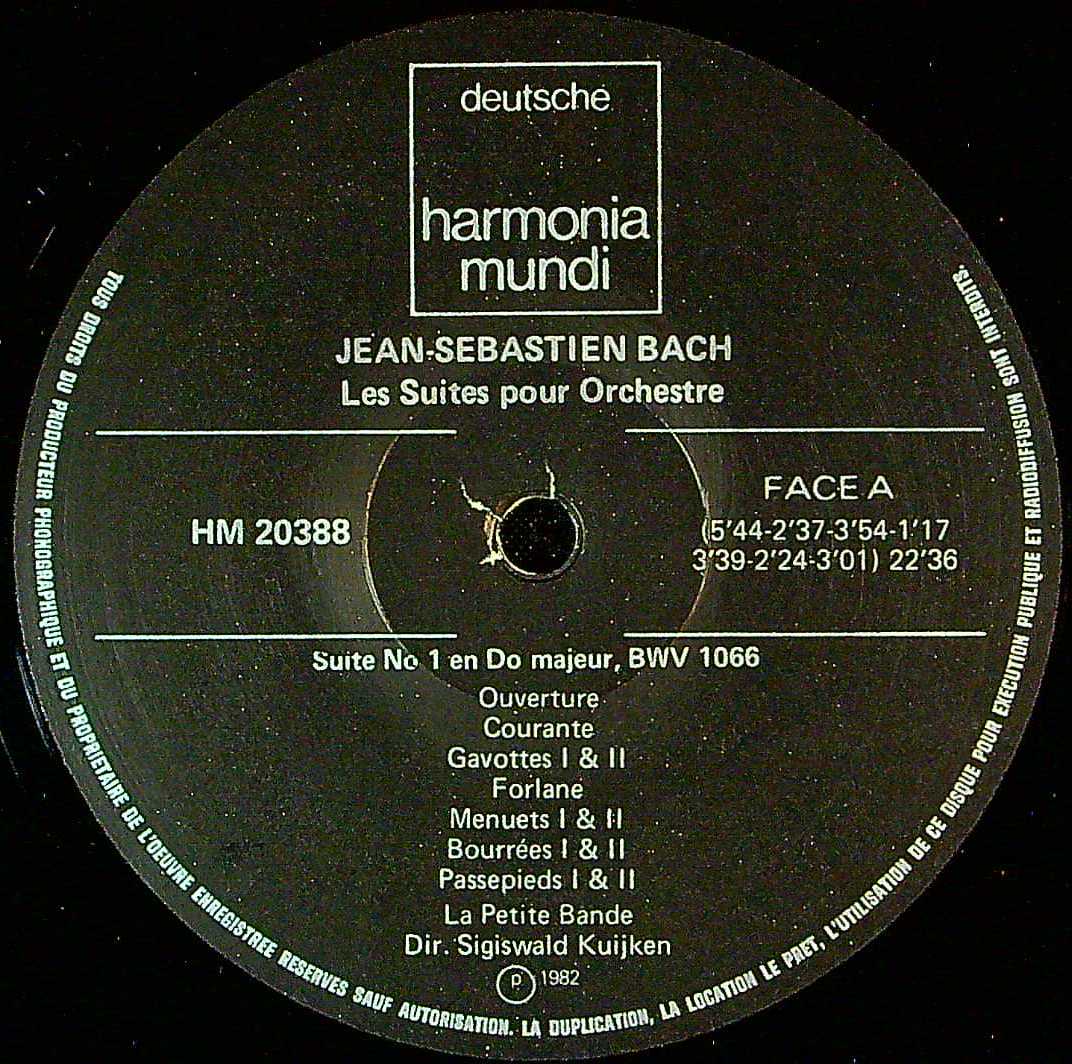 deutsche
harmonia
mundi
JEAN-SEBASTIEN BACH
Les Suites pour Orchestre
HM 20388
FACE A
(5'44-2'37-3'54-1'17
3'39-2'24-3'01) 22'36
Suite No 1 en Do majeur, BWV 1066
Ouverture
Courante
Gavottes I & II
Forlane
Menuets I & II
Bourrées I & II
Passepieds I & II
La Petite Bande
Dir. Sigiswald Kuijken
℗ 1982
TOUS DROITS DU PRODUCTEUR PHONOGRAPHIQUE ET DU PROPRIETAIRE DE L'OEUVRE ENREGISTREE RESERVES SAUF AUTORISATION. LA DUPLICATION, LA LOCATION LE PRET, L'UTILISATION DE CE DISQUE POUR EXECUTION PUBLIQUE ET RADIODIFFUSION SONT INTERDITS.